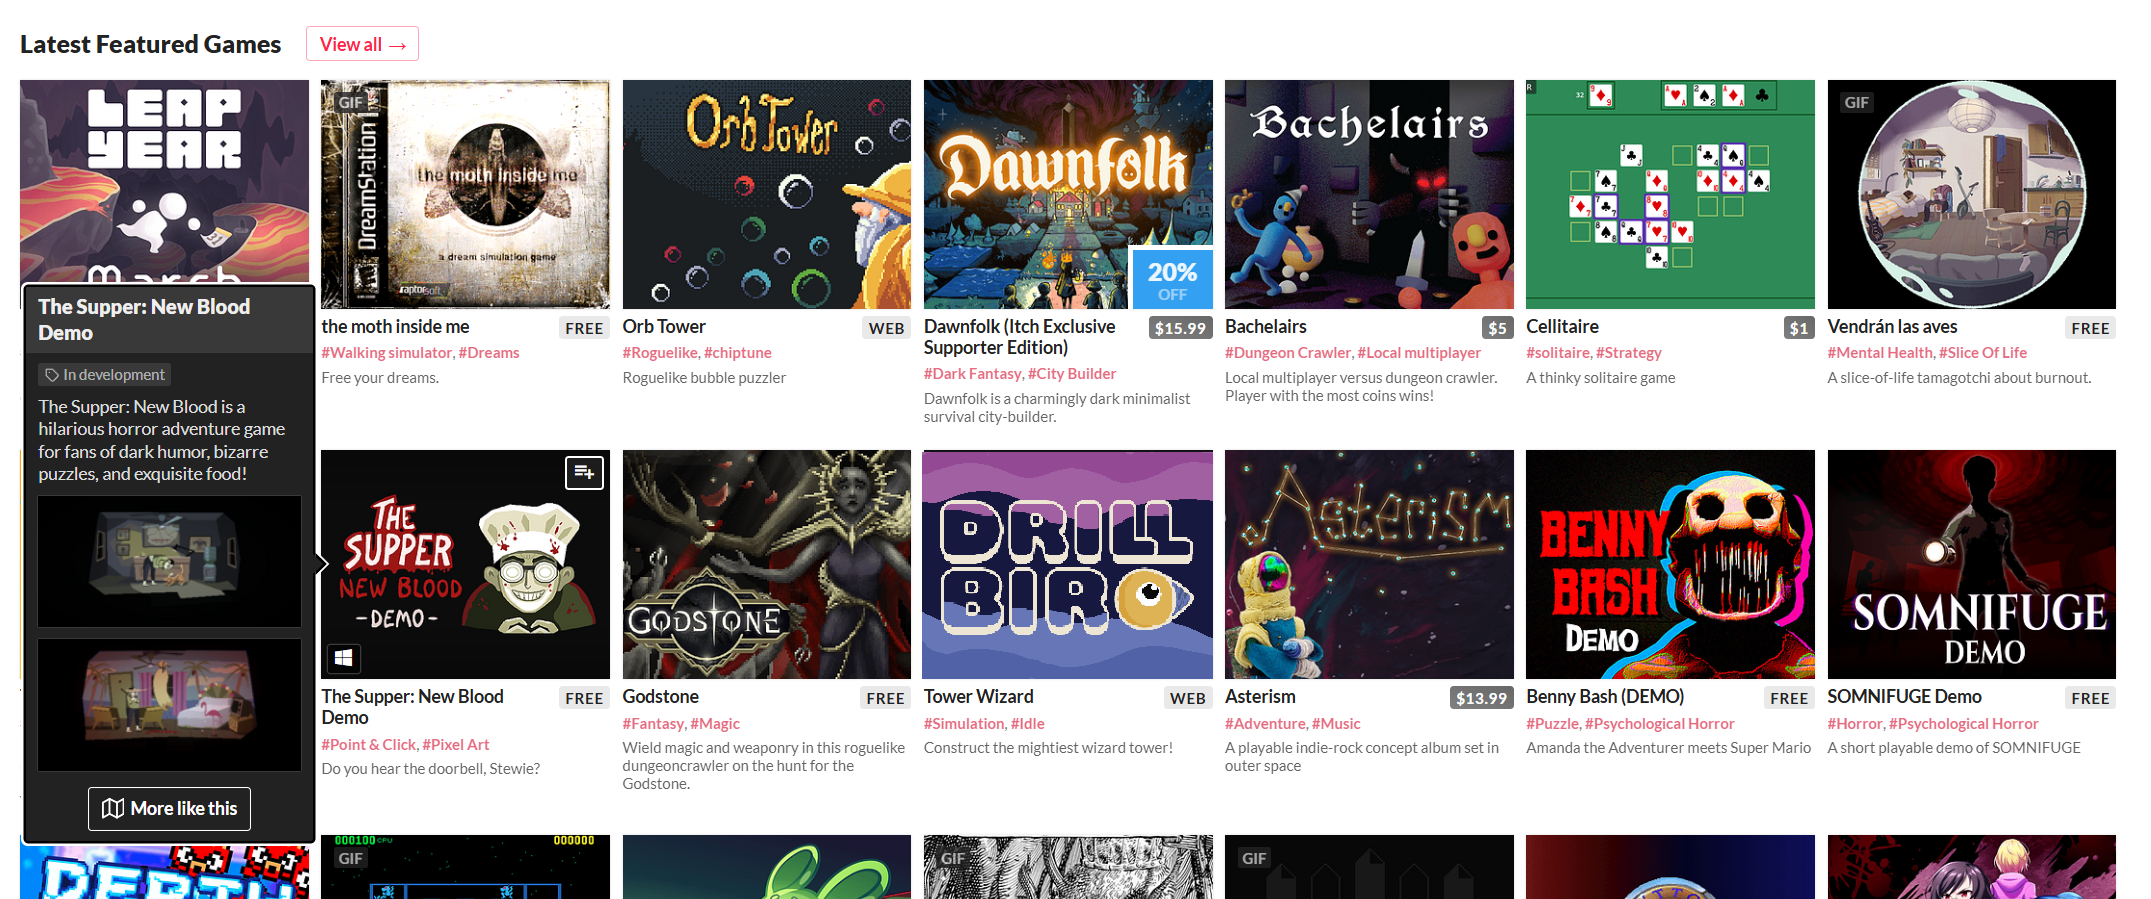 Latest Featured Games
View all →
LEAP
YEAR
March
GIF
DreamStation
the moth inside me
a dream simulation game
raptorsoft
Orb Tower
Dawnfolk
20%
OFF
Bachelairs
GIF
The Supper: New Blood
Demo
In development
The Supper: New Blood is a
hilarious horror adventure game
for fans of dark humor, bizarre
puzzles, and exquisite food!
More like this
the moth inside me
FREE
#Walking simulator, #Dreams
Free your dreams.
Orb Tower
WEB
#Roguelike, #chiptune
Roguelike bubble puzzler
Dawnfolk (Itch Exclusive
Supporter Edition)
$15.99
#Dark Fantasy, #City Builder
Dawnfolk is a charmingly dark minimalist
survival city-builder.
Bachelairs
$5
#Dungeon Crawler, #Local multiplayer
Local multiplayer versus dungeon crawler.
Player with the most coins wins!
Cellitaire
$1
#solitaire, #Strategy
A thinky solitaire game
Vendrán las aves
FREE
#Mental Health, #Slice Of Life
A slice-of-life tamagotchi about burnout.
THE
SUPPER
NEW BLOOD
-DEMO-
GODSTONE
DRILL
BIRD
Asterism
BENNY
BASH
DEMO
SOMNIFUGE
DEMO
The Supper: New Blood
Demo
FREE
#Point & Click, #Pixel Art
Do you hear the doorbell, Stewie?
Godstone
FREE
#Fantasy, #Magic
Wield magic and weaponry in this roguelike
dungeoncrawler on the hunt for the
Godstone.
Tower Wizard
WEB
#Simulation, #Idle
Construct the mightiest wizard tower!
Asterism
$13.99
#Adventure, #Music
A playable indie-rock concept album set in
outer space
Benny Bash (DEMO)
FREE
#Puzzle, #Psychological Horror
Amanda the Adventurer meets Super Mario
SOMNIFUGE Demo
FREE
#Horror, #Psychological Horror
A short playable demo of SOMNIFUGE
DEPTH
000100 CPU
000000
GIF
GIF
GIF